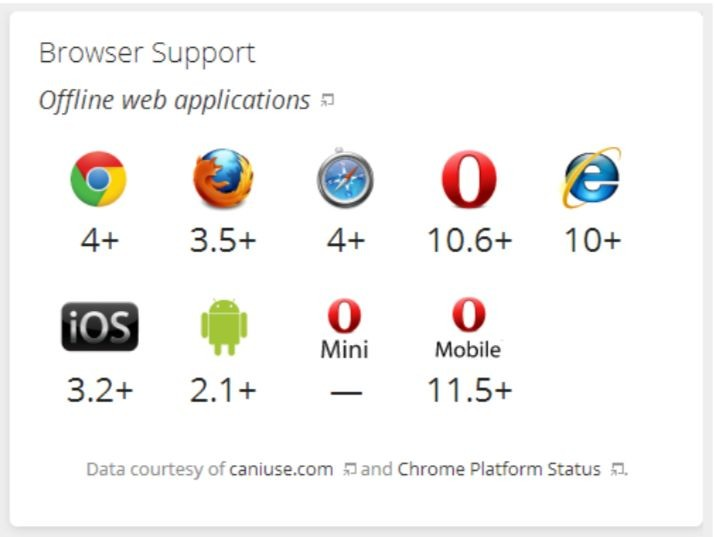 Browser Support
Offline web applications
4+ 3.5+ 4+ 10.6+ 10+
iOS
Mini Mobile
3.2+ 2.1+ — 11.5+
Data courtesy of caniuse.com and Chrome Platform Status .